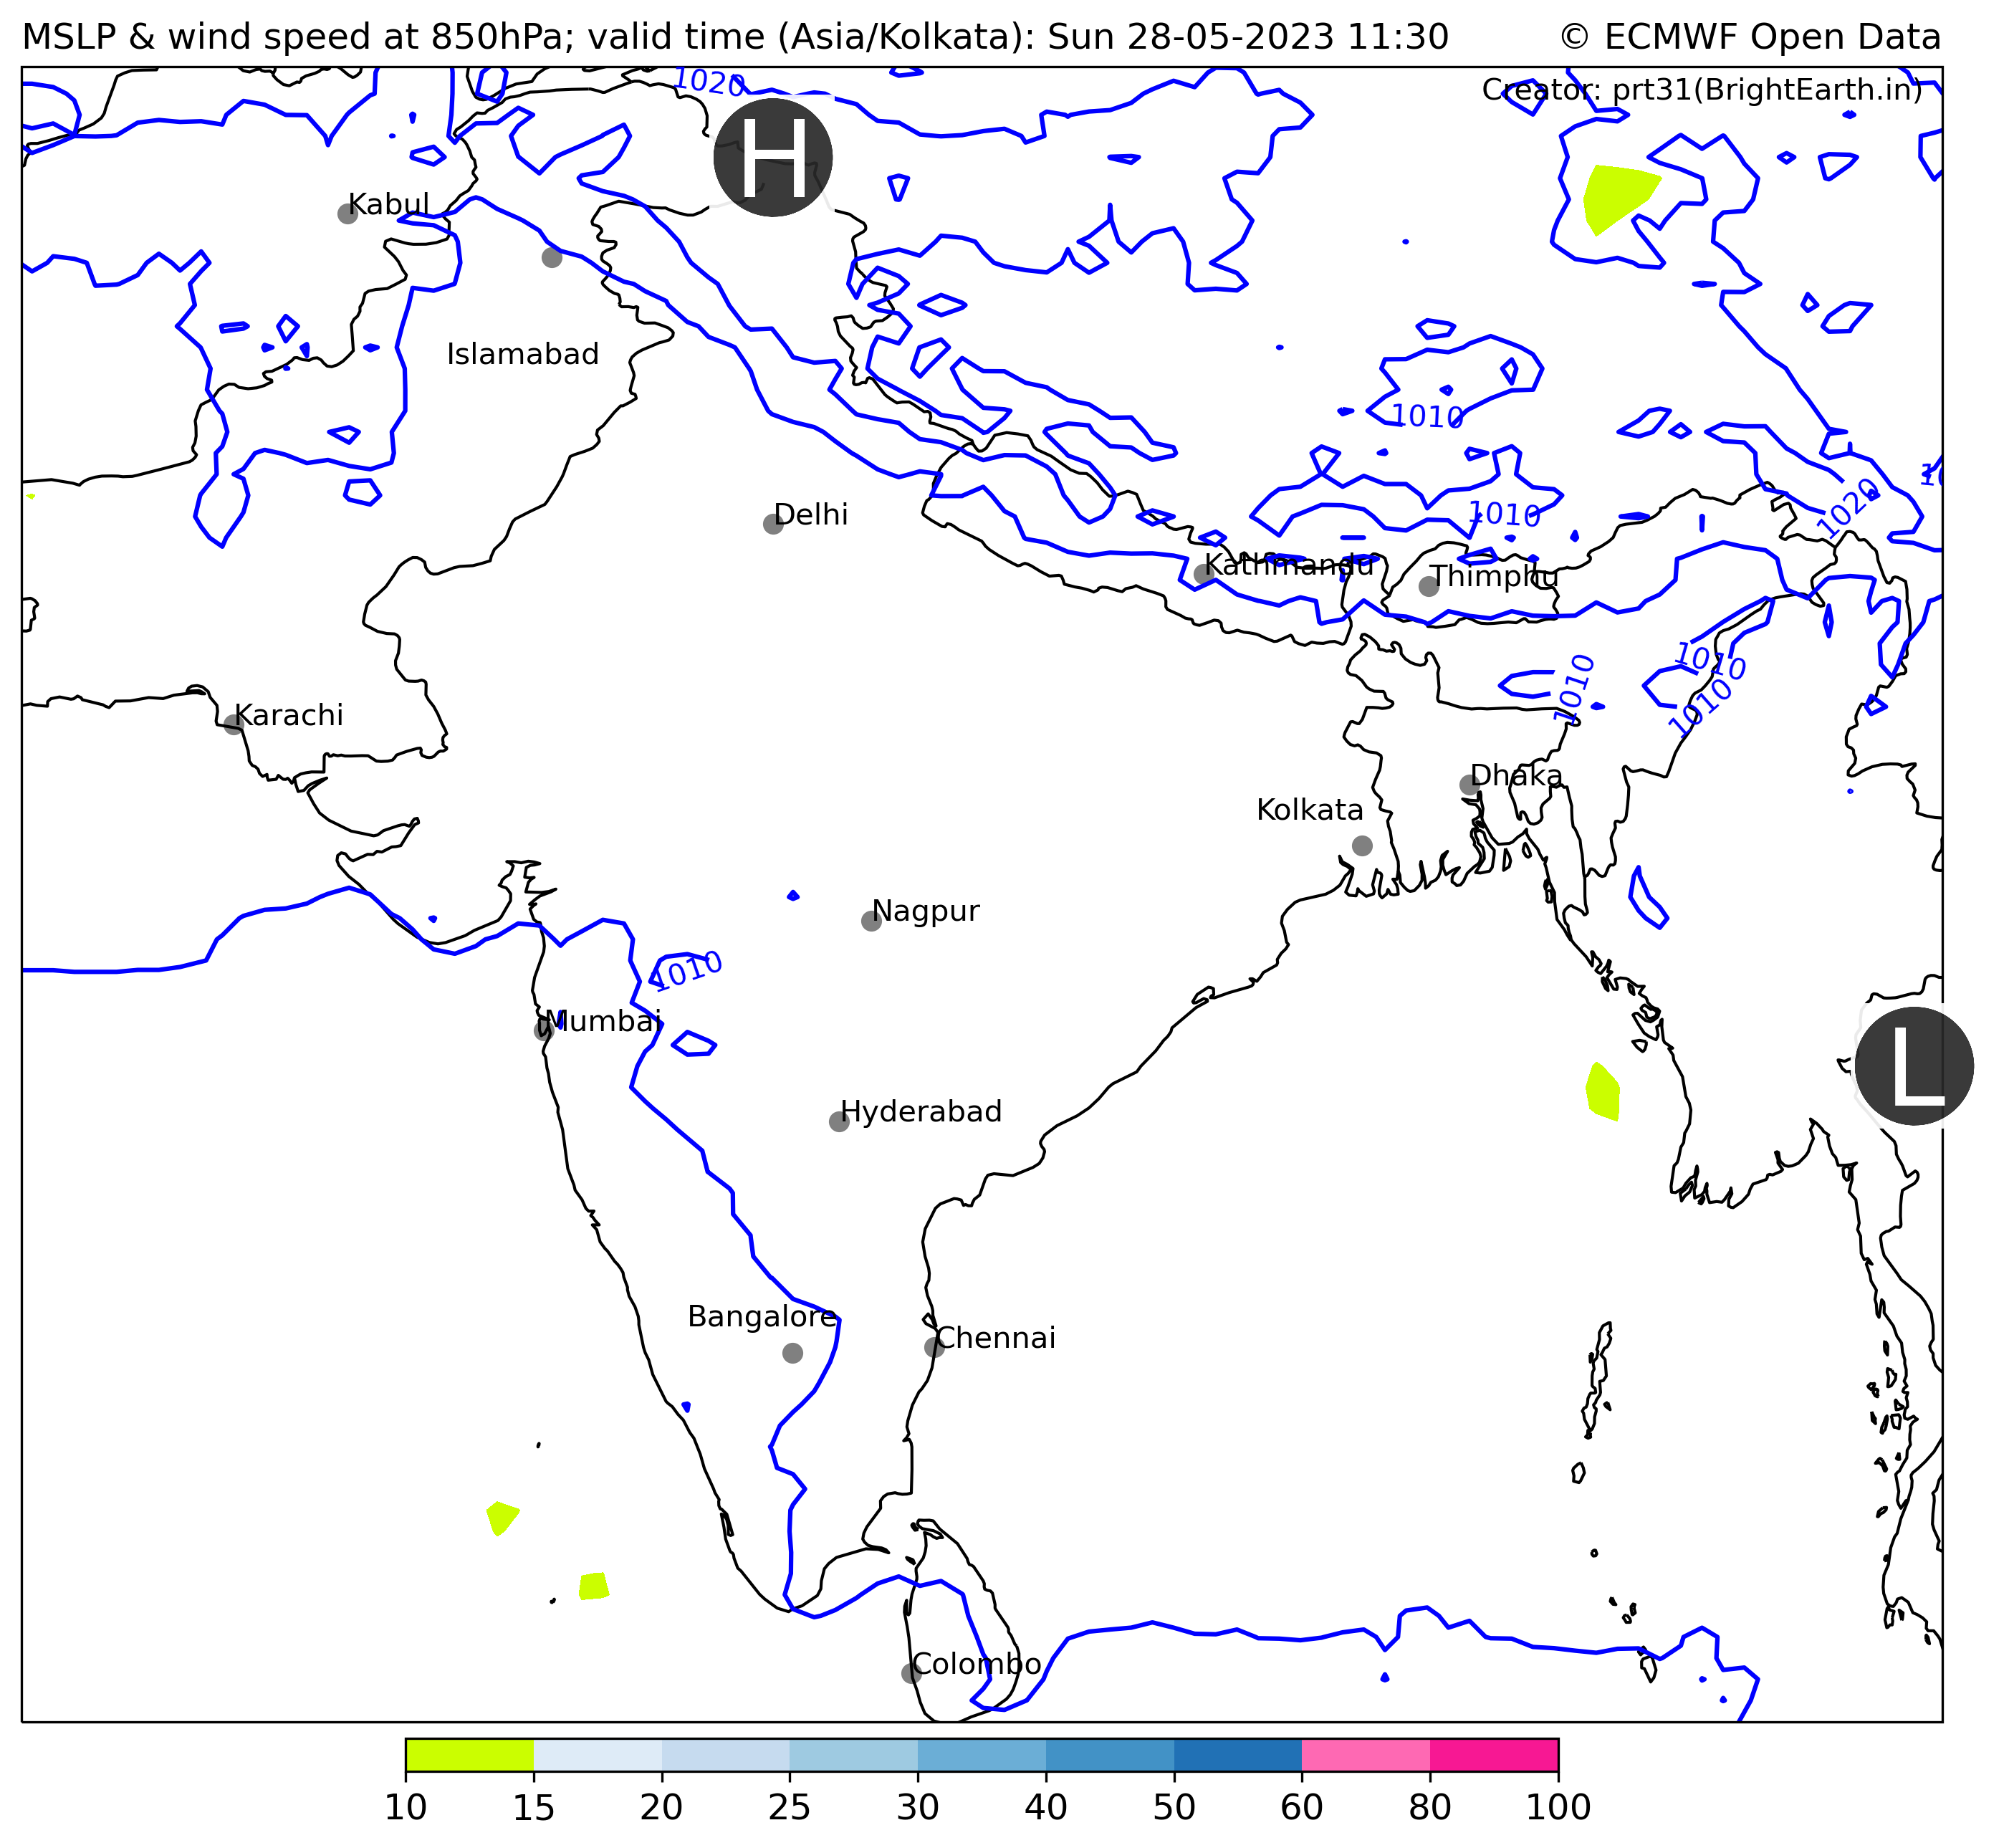 MSLP & wind speed at 850hPa; valid time (Asia/Kolkata): Sun 28-05-2023 11:30
© ECMWF Open Data
Creator: prt31(BrightEarth.in)
1020
H
Kabul
Islamabad
1010
1020
1010
Delhi
Kathmandu
Thimphu
1010
1010
1010
Karachi
Dhaka
Kolkata
Nagpur
1010
Mumbai
L
Hyderabad
Bangalore
Chennai
Colombo
10 15 20 25 30 40 50 60 80 100